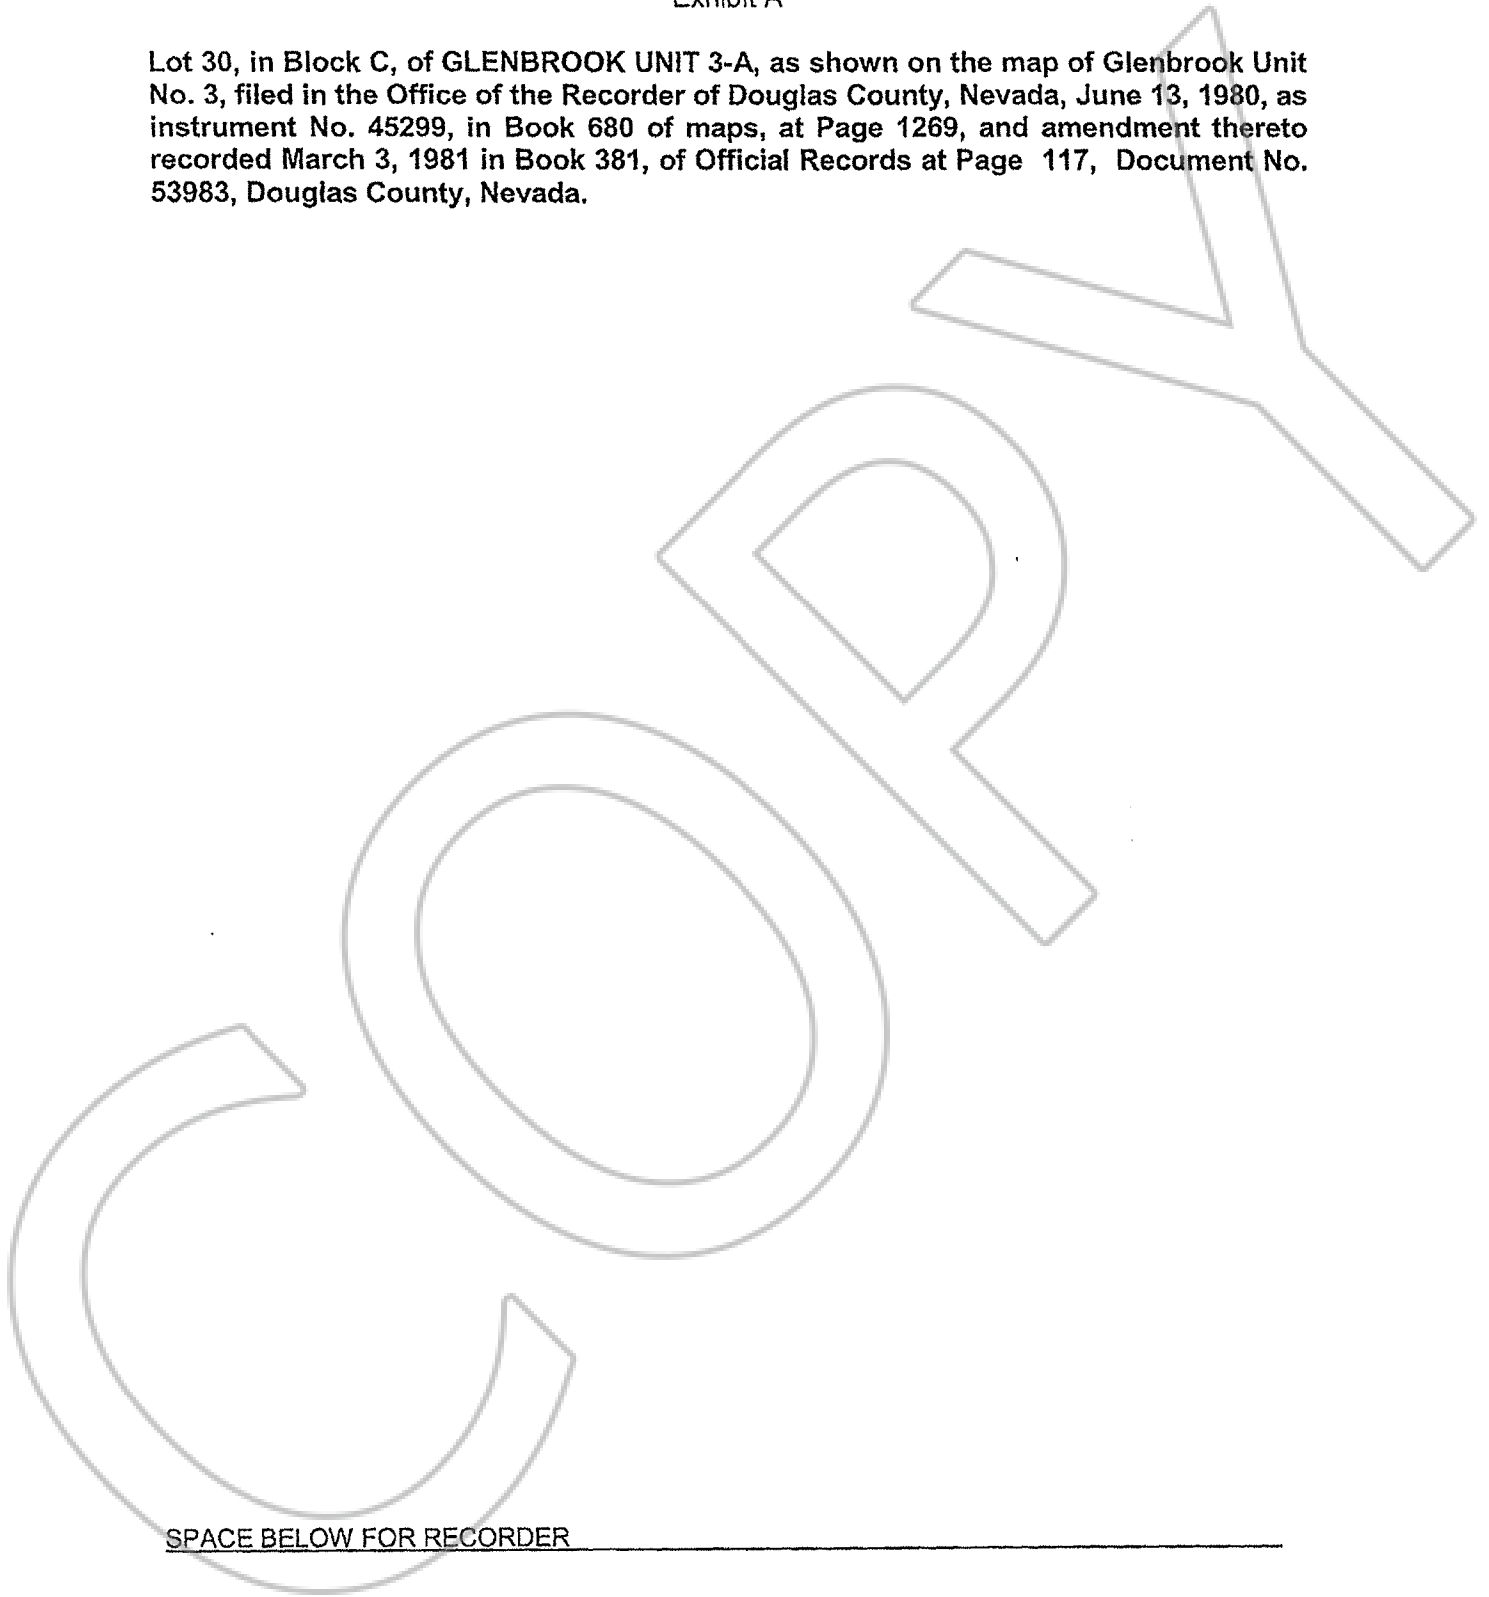 Exhibit A
Lot 30, in Block C, of GLENBROOK UNIT 3-A, as shown on the map of Glenbrook Unit
No. 3, filed in the Office of the Recorder of Douglas County, Nevada, June 13, 1980, as
instrument No. 45299, in Book 680 of maps, at Page 1269, and amendment thereto
recorded March 3, 1981 in Book 381, of Official Records at Page 117, Document No.
53983, Douglas County, Nevada.
COPY
SPACE BELOW FOR RECORDER